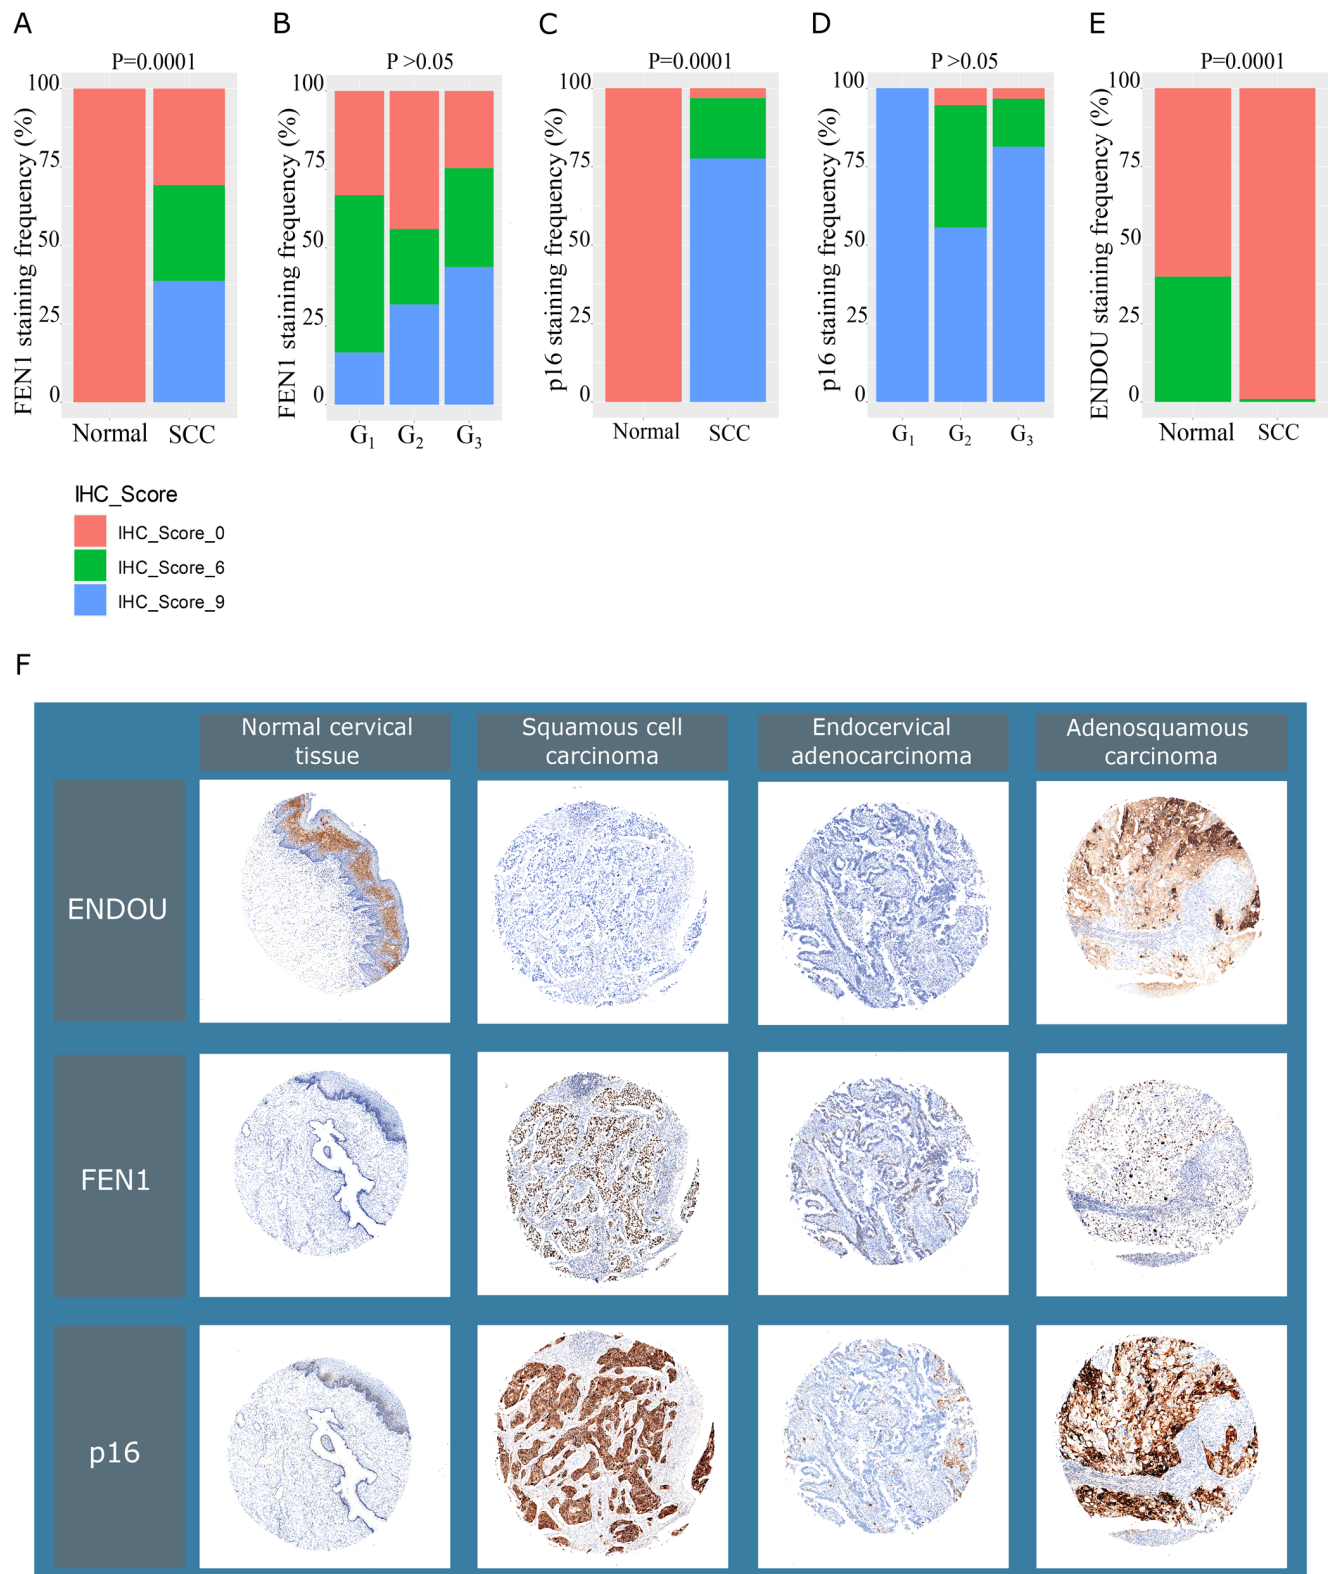 A
B
C
D
E
P=0.0001
P >0.05
P=0.0001
P >0.05
P=0.0001
FEN1 staining frequency (%)
100
75
50
25
0
Normal
SCC
FEN1 staining frequency (%)
100
75
50
25
0
G1
G2
G3
p16 staining frequency (%)
100
75
50
25
0
Normal
SCC
p16 staining frequency (%)
100
75
50
25
0
G1
G2
G3
ENDOU staining frequency (%)
100
75
50
25
0
Normal
SCC
IHC_Score
IHC_Score_0
IHC_Score_6
IHC_Score_9
F
Normal cervical
tissue
Squamous cell
carcinoma
Endocervical
adenocarcinoma
Adenosquamous
carcinoma
ENDOU
FEN1
p16